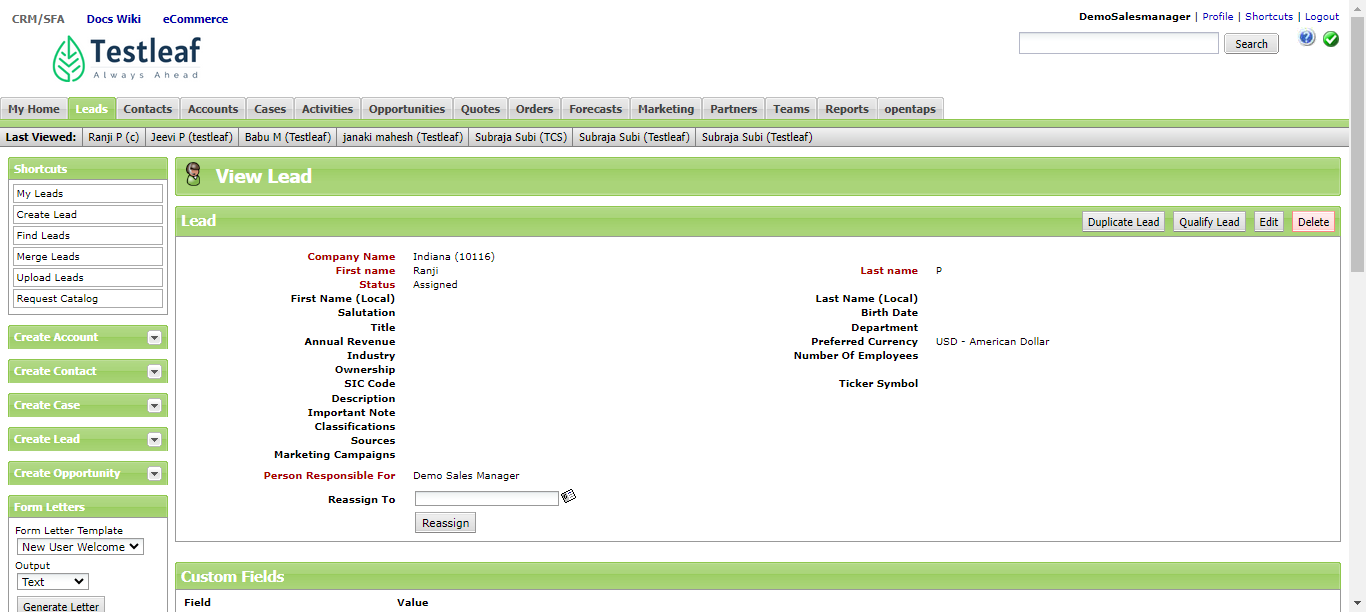 CRM/SFA Docs Wiki eCommerce
DemoSalesmanager | Profile | Shortcuts | Logout
Testleaf
Always Ahead
Search
My Home Leads Contacts Accounts Cases Activities Opportunities Quotes Orders Forecasts Marketing Partners Teams Reports opentaps
Last Viewed: Ranji P (c) Jeevi P (testleaf) Babu M (Testleaf) janaki mahesh (Testleaf) Subraja Subi (TCS) Subraja Subi (Testleaf) Subraja Subi (Testleaf)
Shortcuts
My Leads
Create Lead
Find Leads
Merge Leads
Upload Leads
Request Catalog
Create Account
Create Contact
Create Case
Create Lead
Create Opportunity
Form Letters
Form Letter Template
New User Welcome
Output
Text
Generate Letter
View Lead
Lead
Duplicate Lead Qualify Lead Edit Delete
Company Name Indiana (10116)
First name Ranji Last name P
Status Assigned
First Name (Local) Last Name (Local)
Salutation Birth Date
Title Department
Annual Revenue Preferred Currency USD - American Dollar
Industry Number Of Employees
Ownership
SIC Code Ticker Symbol
Description
Important Note
Classifications
Sources
Marketing Campaigns
Person Responsible For Demo Sales Manager
Reassign To
Reassign
Custom Fields
Field Value